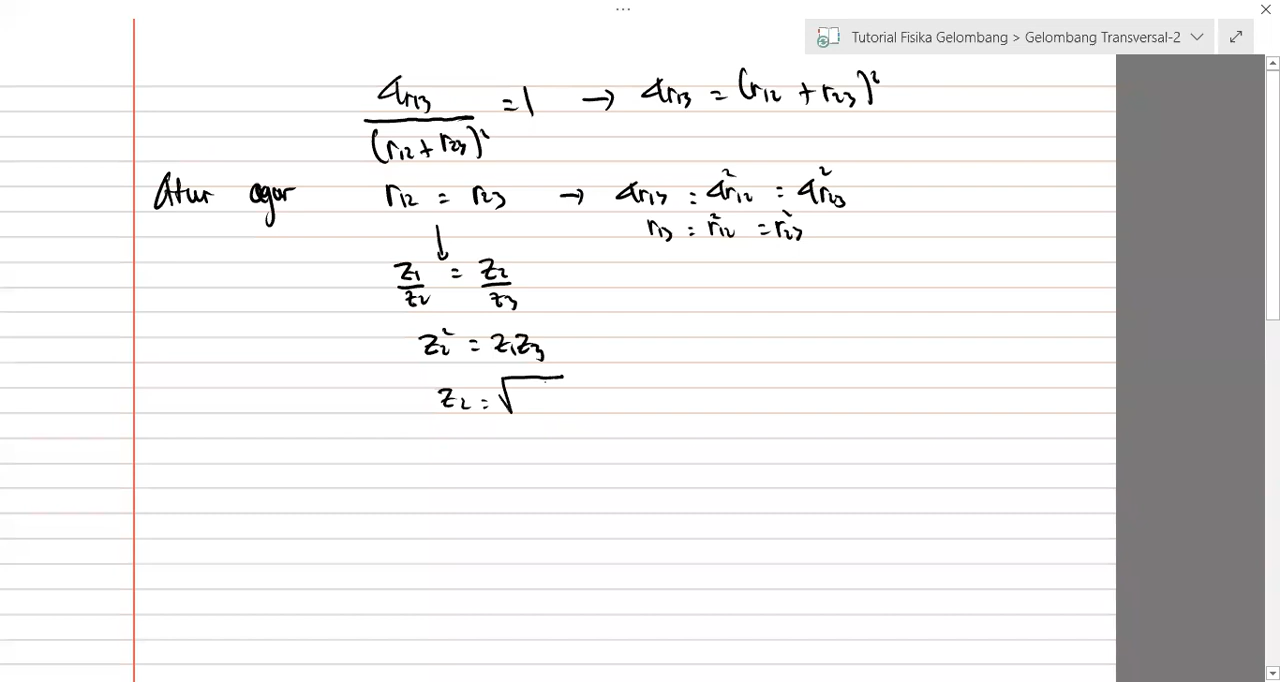 ...
Tutorial Fisika Gelombang > Gelombang Transversal-2
4r₁₃ / (r₁₂ + r₂₃)² = 1 → 4r₁₃ = (r₁₂ + r₂₃)²
Atur agar r₁₂ = r₂₃ → 4r₁₃ = 4r₁₂² = 4r₂₃²
r₁₃ = r₁₂² = r₂₃²
↓
z₁/z₂ = z₂/z₃
z₂² = z₁z₃
z₂ = √